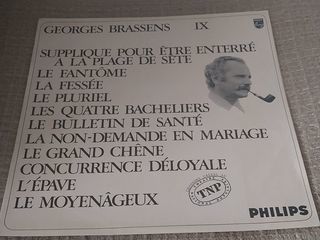 PHILIPS
GEORGES BRASSENS IX
SUPPLIQUE POUR ÊTRE ENTERRÉ
A LA PLAGE DE SÈTE
LE FANTÔME
LA FESSÉE
LE PLURIEL
LES QUATRE BACHELIERS
LE BULLETIN DE SANTÉ
LA NON-DEMANDE EN MARIAGE
LE GRAND CHÊNE
CONCURRENCE DÉLOYALE
L'ÉPAVE
LE MOYENÂGEUX
TNP
PHILIPS